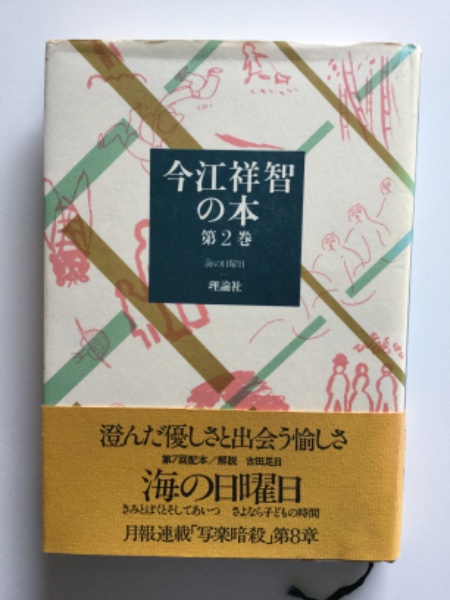 今江祥智
の本
第2巻
海の日曜日
理論社
澄んだ優しさと出会う愉しさ
第7回配本/解説 吉田足日
海の日曜日
きみとぼくとそしてあいつ さよなら子どもの時間
月報連載「写楽暗殺」第8章